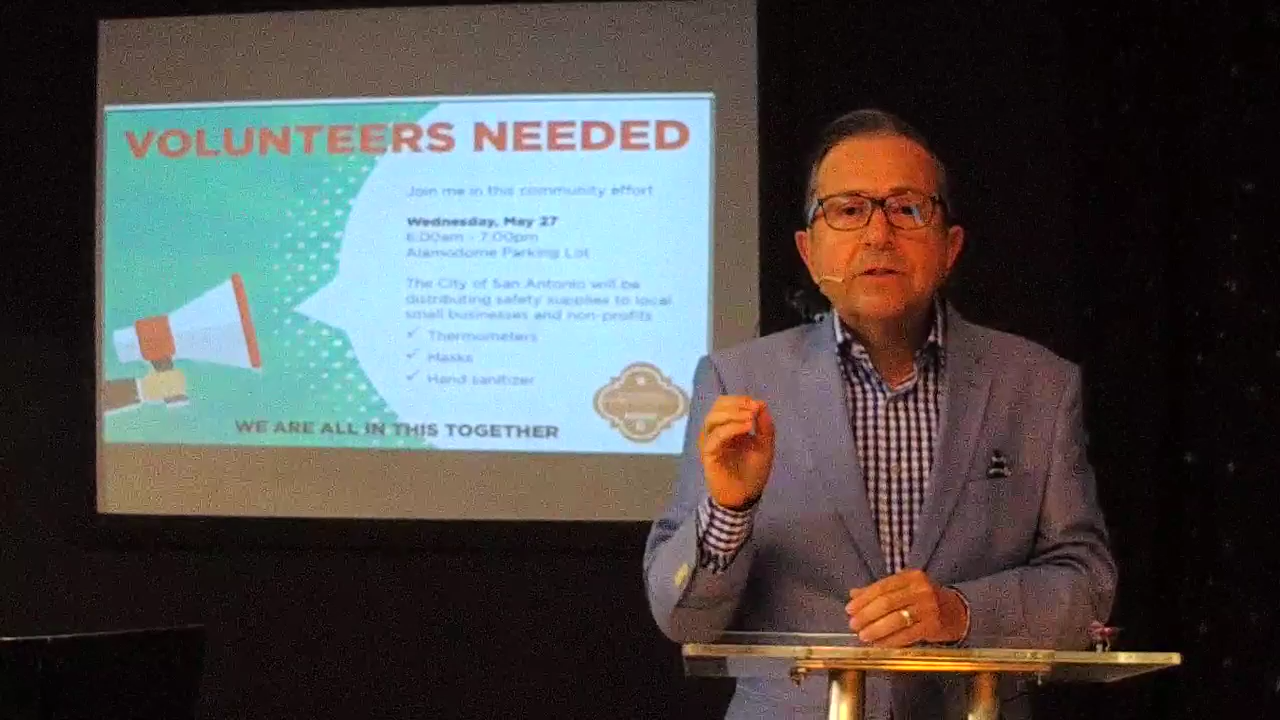 VOLUNTEERS NEEDED
Join me in this community effort
Wednesday, May 27
6:00am - 7:00pm
Alamodome Parking Lot
The City of San Antonio will be
distributing safety supplies to local
small businesses and non-profits
Thermometers
Masks
Hand sanitizer
WE ARE ALL IN THIS TOGETHER